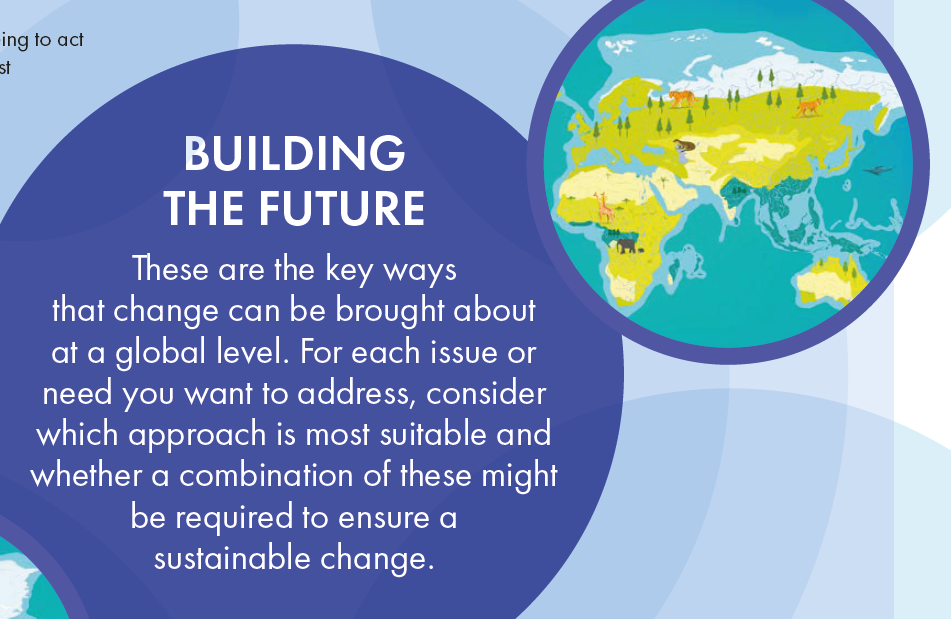 to act
BUILDING
THE FUTURE
These are the key ways
that change can be brought about
at a global level. For each issue or
need you want to address, consider
which approach is most suitable and
whether a combination of these might
be required to ensure a
sustainable change.